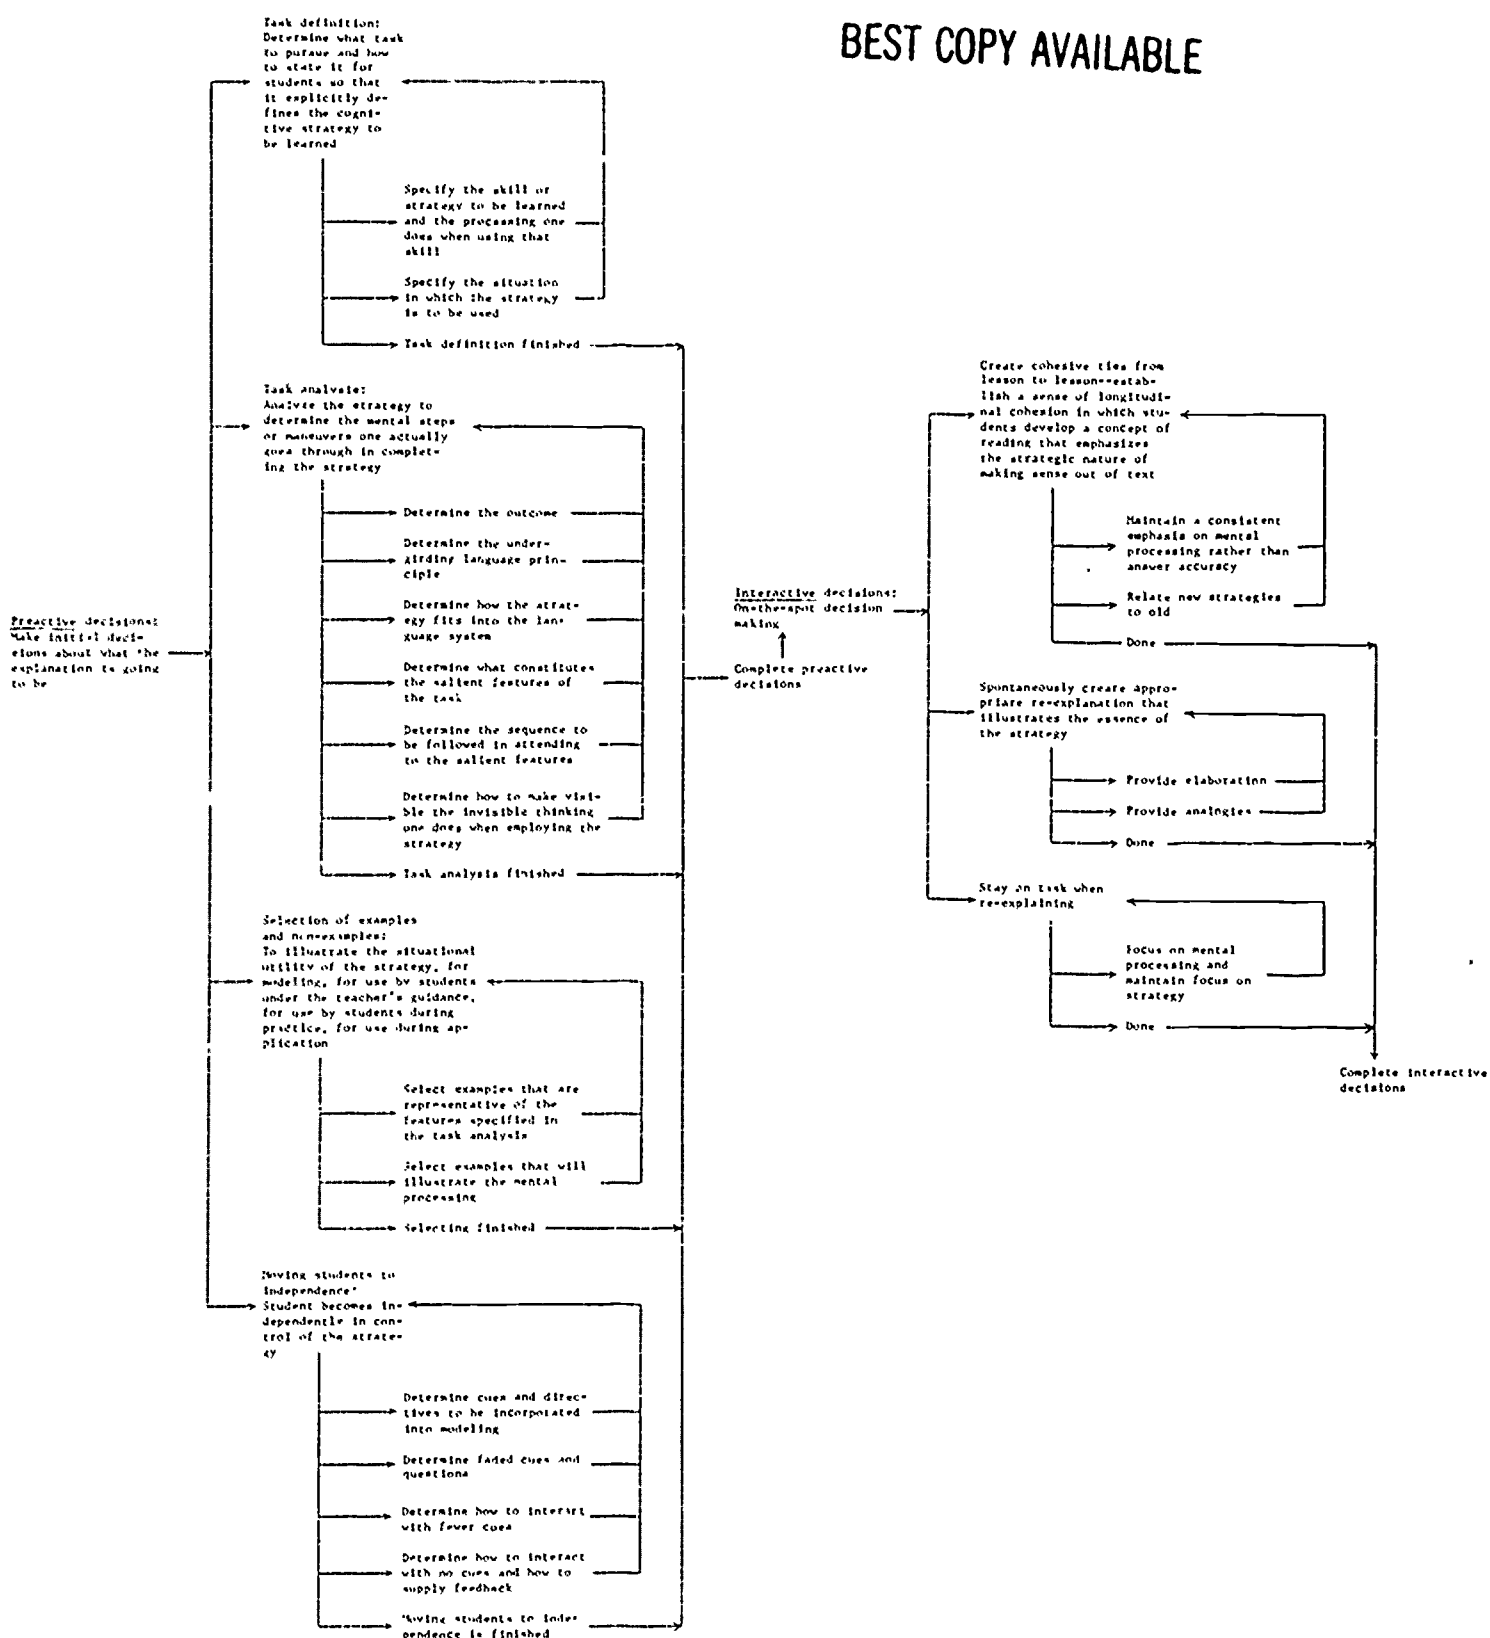 BEST COPY AVAILABLE
Task definition:
Determine what task
to pursue and how
to state it for
students so that
it explicitly de-
fines the cogni-
tive strategy to
be learned
Specify the skill or
strategy to be learned
and the processing one
does when using that
skill
Specify the situation
in which the strategy
is to be used
Task definition finished
Task analysis:
Analyze the strategy to
determine the mental steps
or maneuvers one actually
goes through in complet-
ing the strategy
Determine the outcome
Determine the under-
girding language prin-
ciple
Determine how the strat-
egy fits into the lan-
guage system
Determine what constitutes
the salient features of
the task
Determine the sequence to
be followed in attending
to the salient features
Determine how to make visi-
ble the invisible thinking
one does when employing the
strategy
Task analysis finished
Preactive decisions:
Make initial deci-
sions about what the
explanation is going
to be
Selection of examples
and non-examples:
To illustrate the situational
utility of the strategy, for
modeling, for use by students
under the teacher's guidance,
for use by students during
practice, for use during ap-
plication
Select examples that are
representative of the
features specified in
the task analysis
Select examples that will
illustrate the mental
processing
Selecting finished
Moving students to
independence:
Student becomes in-
dependently in con-
trol of the strate-
gy
Determine cues and direc-
tives to be incorporated
into modeling
Determine faded cues and
questions
Determine how to interact
with fewer cues
Determine how to interact
with no cues and how to
supply feedback
Moving students to inde-
pendence is finished
Interactive decisions:
On-the-spot decision
making
Complete preactive
decisions
Create cohesive ties from
lesson to lesson--estab-
lish a sense of longitudi-
nal cohesion in which stu-
dents develop a concept of
reading that emphasizes
the strategic nature of
making sense out of text
Maintain a consistent
emphasis on mental
processing rather than
answer accuracy
Relate new strategies
to old
Done
Spontaneously create appro-
priate re-explanation that
illustrates the essence of
the strategy
Provide elaboration
Provide analogies
Done
Stay on task when
re-explaining
Focus on mental
processing and
maintain focus on
strategy
Done
Complete interactive
decisions